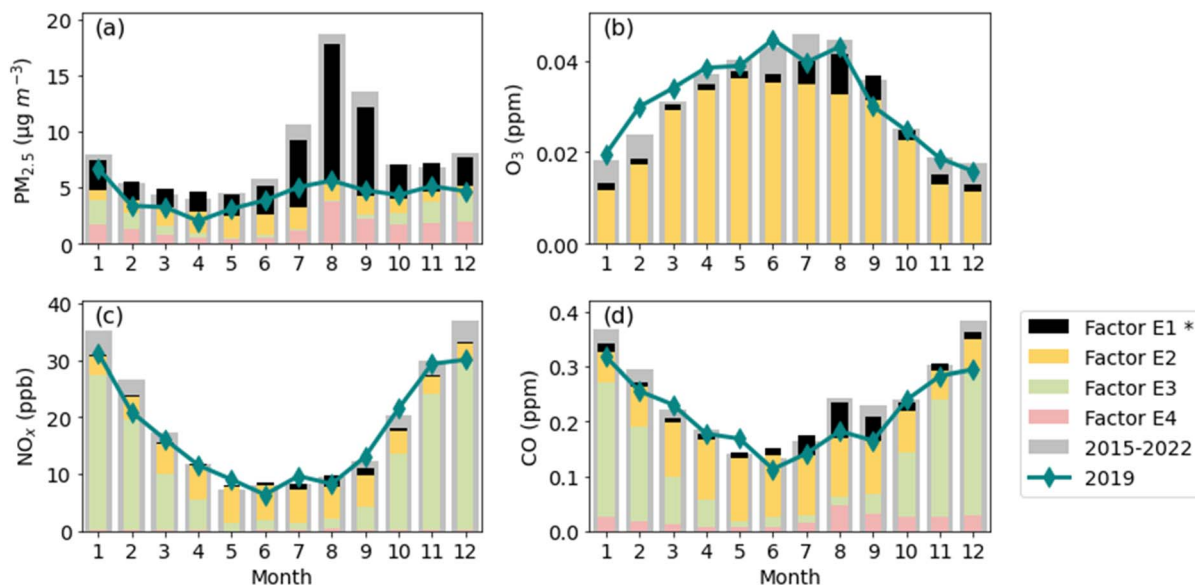 (a)
PM2.5 (µg m−3)
20
15
10
5
0
1 2 3 4 5 6 7 8 9 10 11 12
(b)
O3 (ppm)
0.04
0.02
0.00
1 2 3 4 5 6 7 8 9 10 11 12
(c)
NOx (ppb)
40
30
20
10
0
1 2 3 4 5 6 7 8 9 10 11 12
Month
(d)
CO (ppm)
0.4
0.3
0.2
0.1
0.0
1 2 3 4 5 6 7 8 9 10 11 12
Month
Factor E1 *
Factor E2
Factor E3
Factor E4
2015-2022
2019